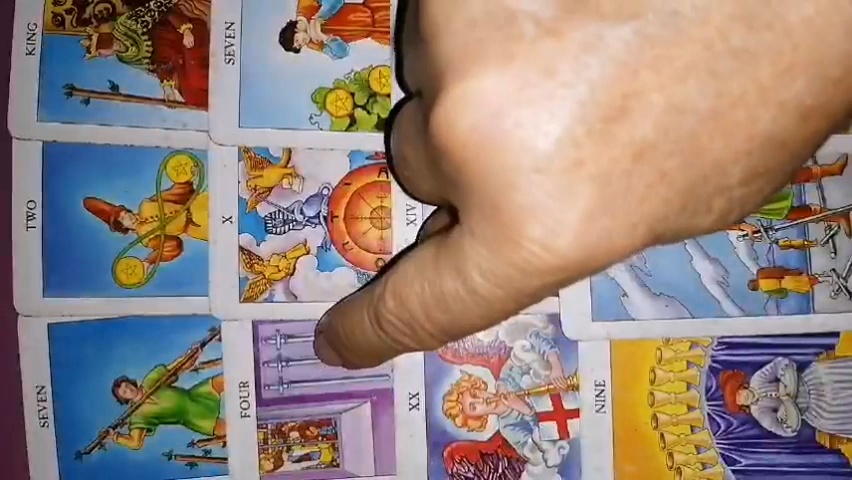 KING
SEVEN
TWO
X
XIV
SEVEN
FOUR
XX
NINE